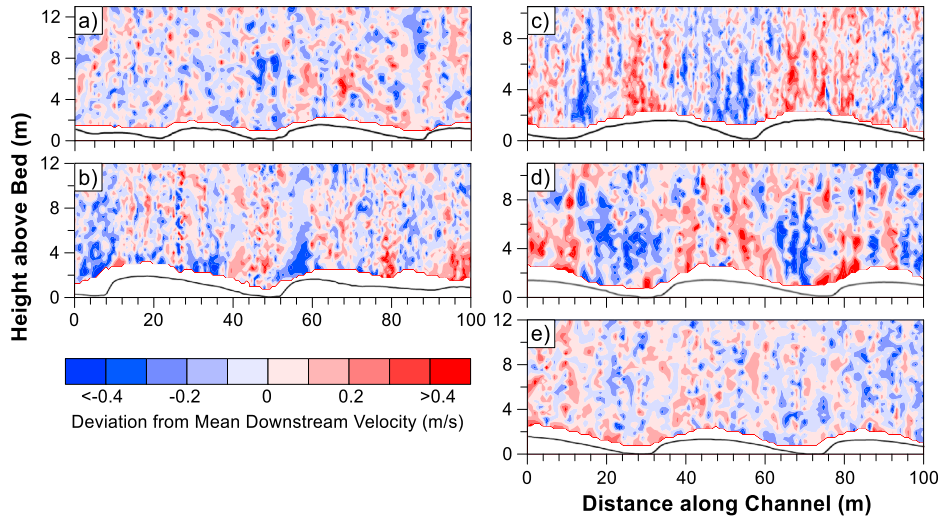 a)
12
8
4
0
b)
12
8
4
0
0 20 40 60 80 100
Height above Bed (m)
<-0.4 -0.2 0 0.2 >0.4
Deviation from Mean Downstream Velocity (m/s)
c)
8
4
0
d)
8
4
0
e)
12
8
4
0
0 20 40 60 80 100
Distance along Channel (m)